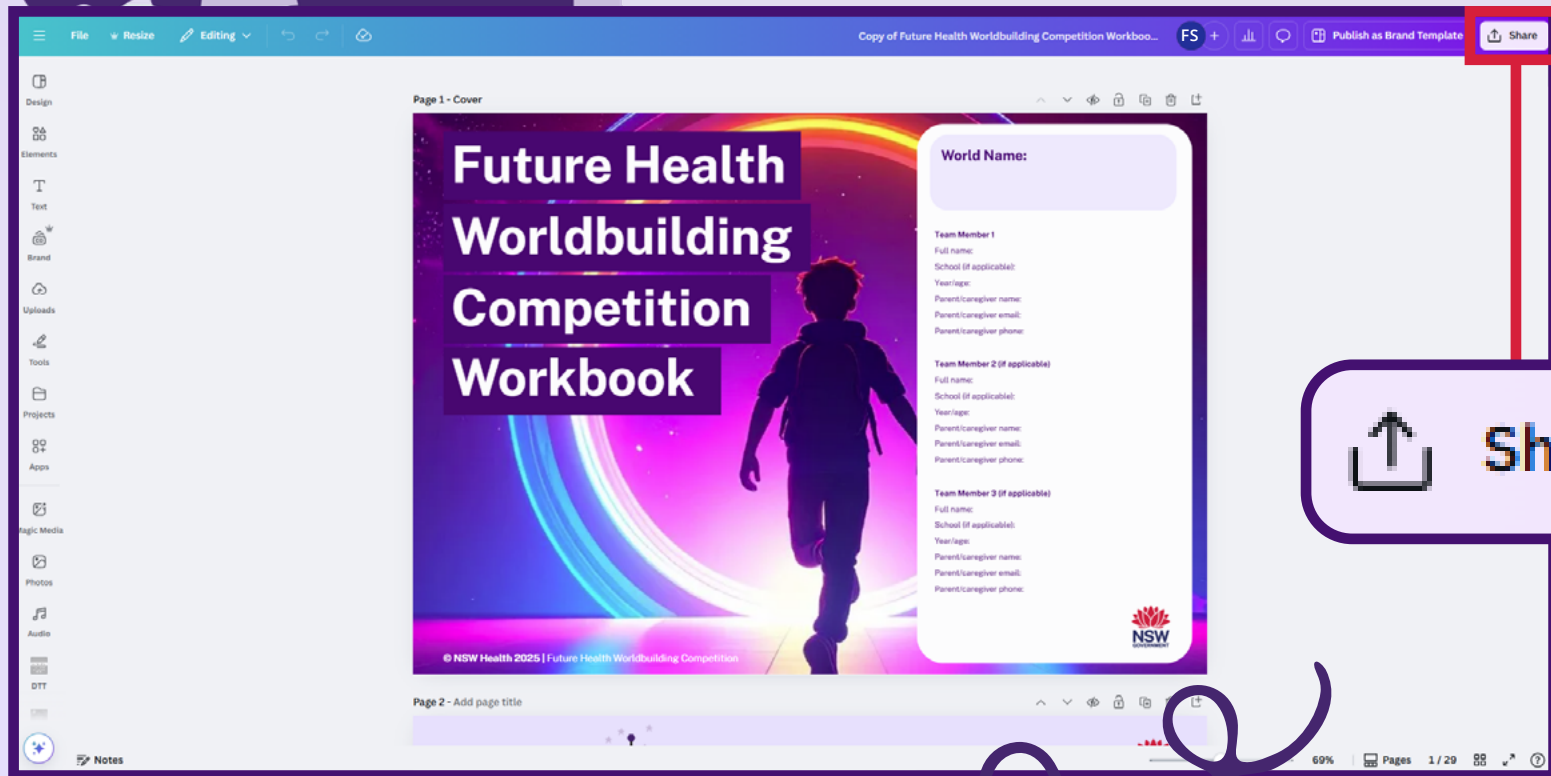 File Resize Editing Copy of Future Health Worldbuilding Competition Workboo... FS + Publish as Brand Template Share
Design
Elements
Text
Brand
Uploads
Tools
Projects
Apps
Magic Media
Photos
Audio
DTT
Page 1 - Cover
Future Health
Worldbuilding
Competition
Workbook
© NSW Health 2025 | Future Health Worldbuilding Competition
World Name:
Team Member 1
Full name:
School (if applicable):
Year/age:
Parent/caregiver name:
Parent/caregiver email:
Parent/caregiver phone:
Team Member 2 (if applicable)
Full name:
School (if applicable):
Year/age:
Parent/caregiver name:
Parent/caregiver email:
Parent/caregiver phone:
Team Member 3 (if applicable)
Full name:
School (if applicable):
Year/age:
Parent/caregiver name:
Parent/caregiver email:
Parent/caregiver phone:
NSW
GOVERNMENT
Sh
Page 2 - Add page title
Notes 69% Pages 1 / 29